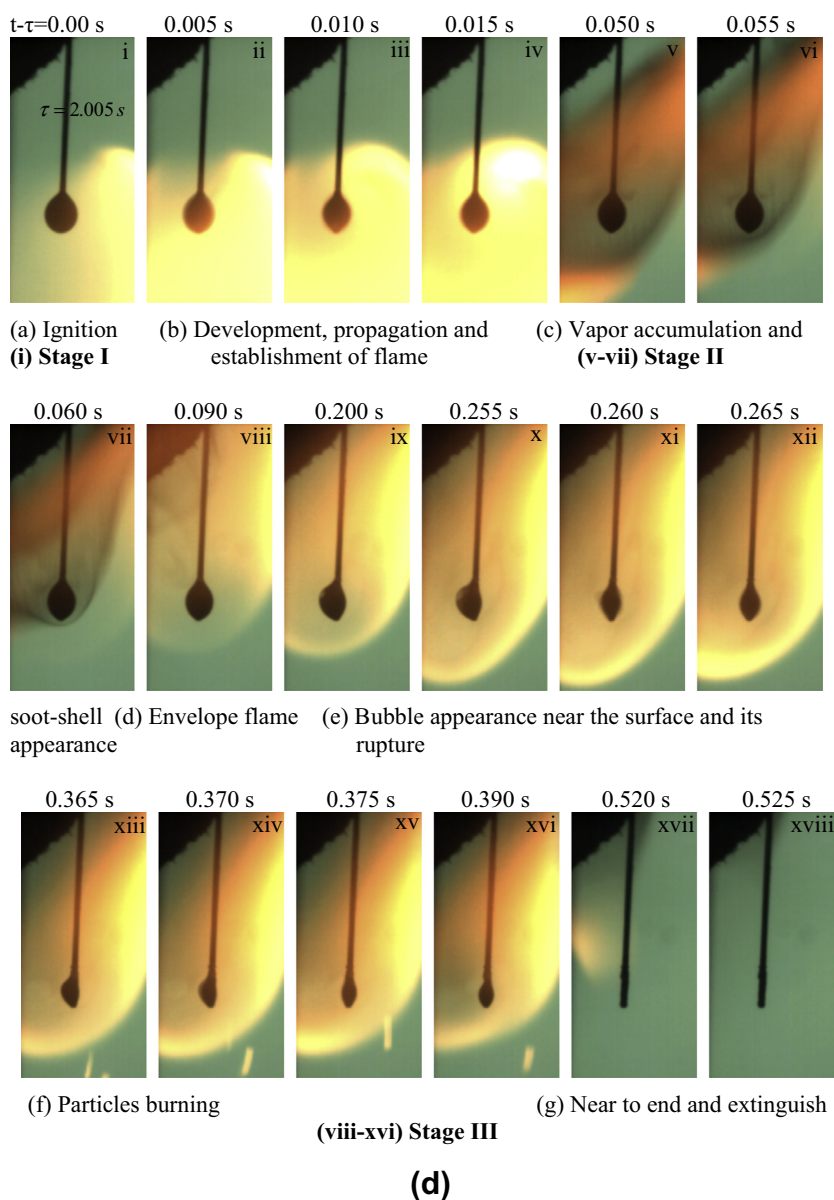 t-τ=0.00 s 0.005 s 0.010 s 0.015 s 0.050 s 0.055 s
i ii iii iv v vi
τ = 2.005 s
(a) Ignition (b) Development, propagation and (c) Vapor accumulation and
(i) Stage I establishment of flame (v-vii) Stage II
0.060 s 0.090 s 0.200 s 0.255 s 0.260 s 0.265 s
vii viii ix x xi xii
soot-shell (d) Envelope flame (e) Bubble appearance near the surface and its
appearance rupture
0.365 s 0.370 s 0.375 s 0.390 s 0.520 s 0.525 s
xiii xiv xv xvi xvii xviii
(f) Particles burning (g) Near to end and extinguish
(viii-xvi) Stage III
(d)